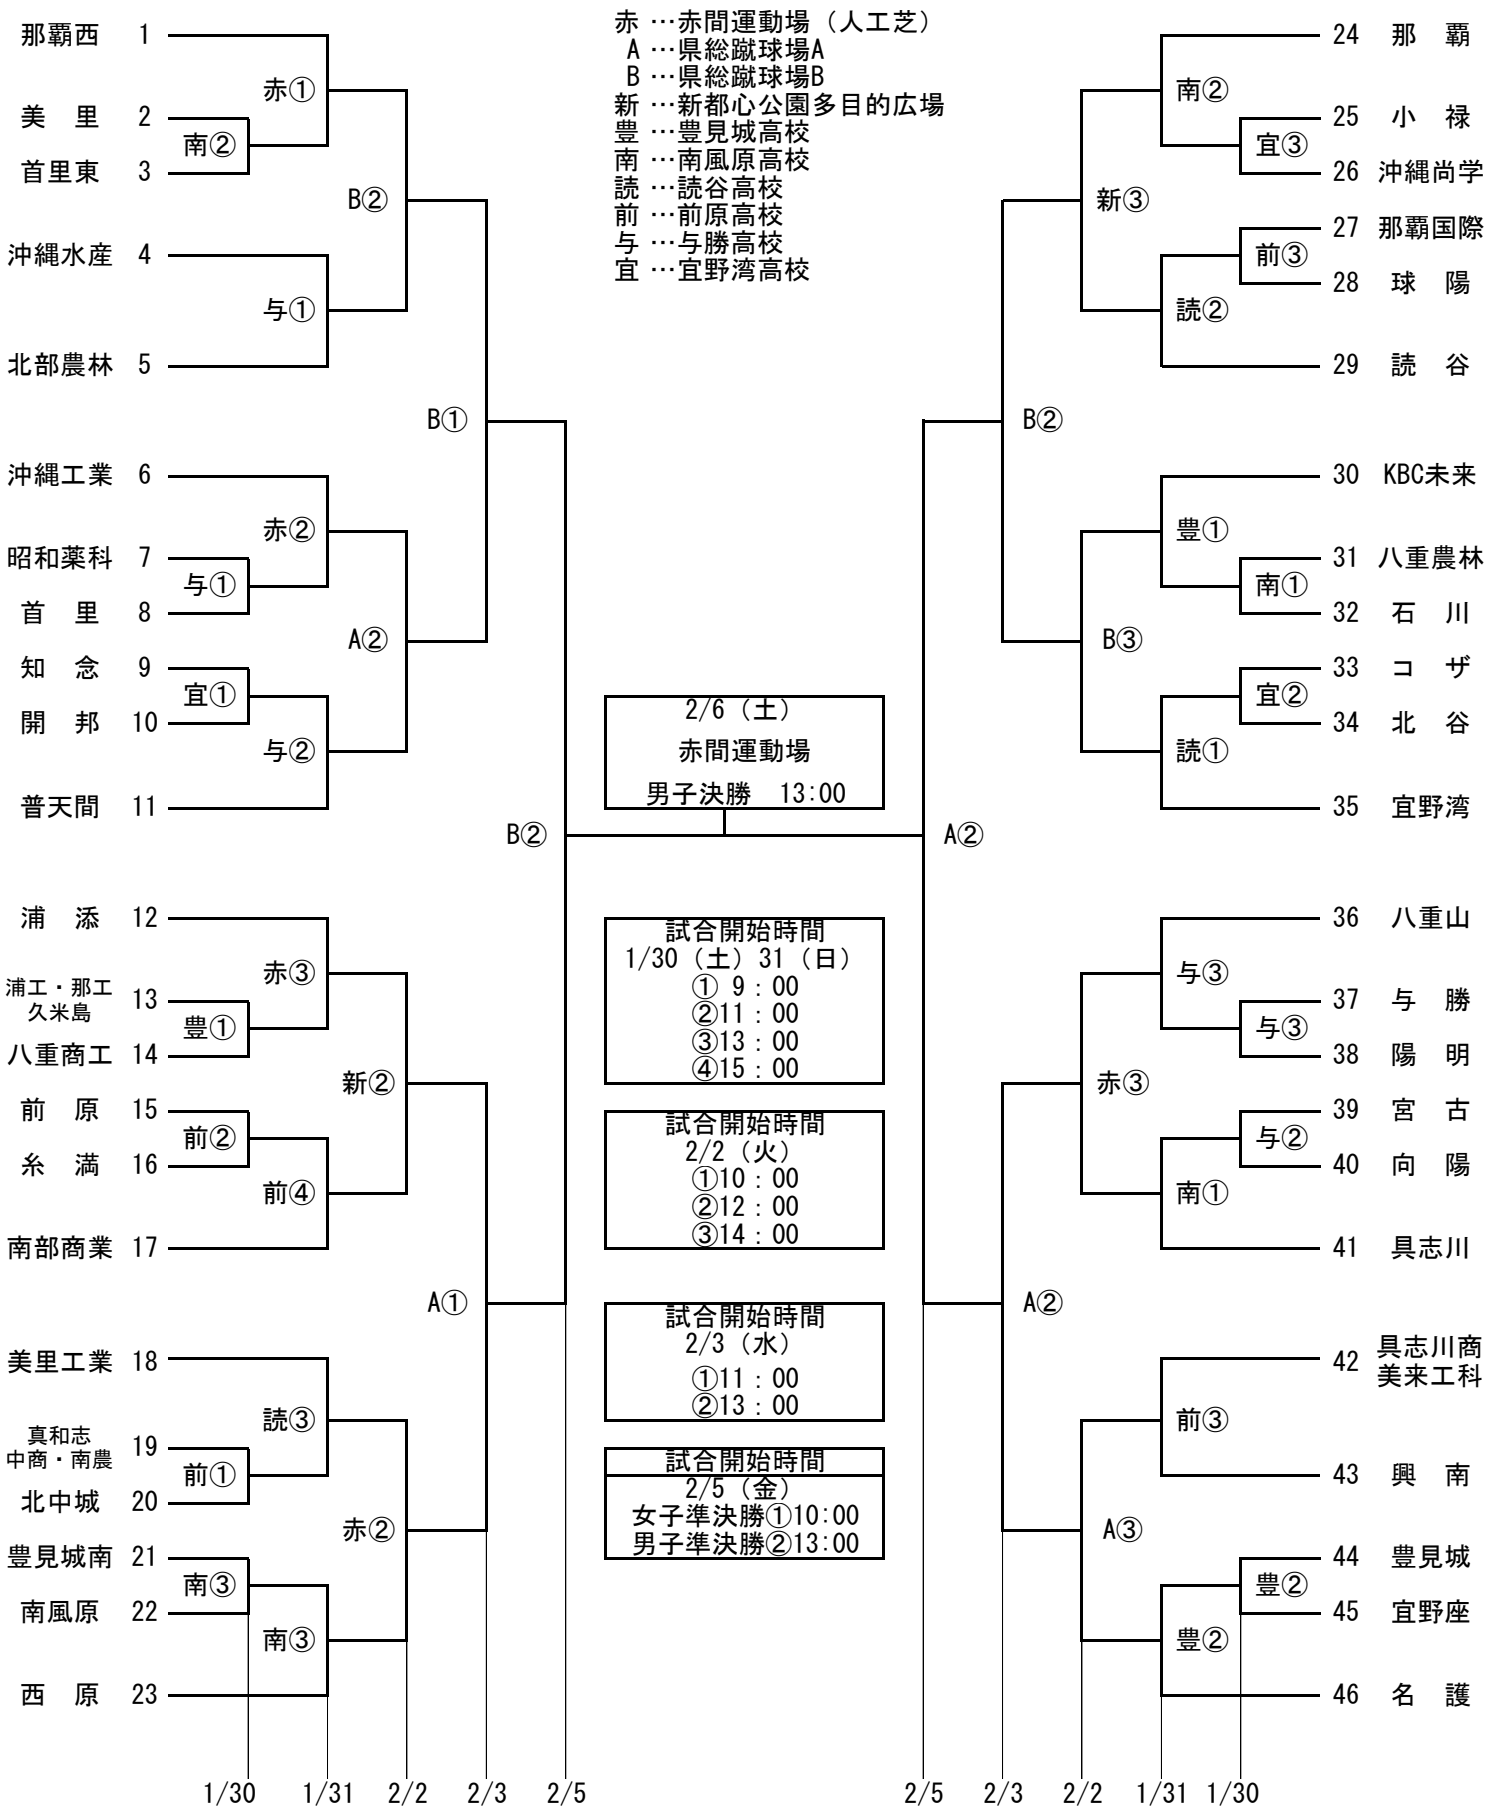 赤 …赤間運動場（人工芝）
A …県総蹴球場A
B …県総蹴球場B
新 …新都心公園多目的広場
豊 …豊見城高校
南 …南風原高校
読 …読谷高校
前 …前原高校
与 …与勝高校
宜 …宜野湾高校
那覇西 1
赤①
美　里 2
南②
首里東 3
B②
沖縄水産 4
与①
北部農林 5
B①
沖縄工業 6
赤②
昭和薬科 7
与①
首　里 8
A②
知　念 9
宜①
開　邦 10
与②
普天間 11
B②
浦　添 12
赤③
浦工・那工
久米島 13
豊①
八重商工 14
新②
前　原 15
前②
糸　満 16
前④
南部商業 17
A①
美里工業 18
読③
真和志
中商・南農 19
前①
北中城 20
赤②
豊見城南 21
南③
南風原 22
南③
西　原 23
1/30 1/31 2/2 2/3 2/5
2/6（土）
赤間運動場
男子決勝　13:00
試合開始時間
1/30（土）31（日）
① 9：00
②11：00
③13：00
④15：00
試合開始時間
2/2（火）
①10：00
②12：00
③14：00
試合開始時間
2/3（水）
①11：00
②13：00
試合開始時間
2/5（金）
女子準決勝①10:00
男子準決勝②13:00
24 那　覇
南②
25 小　禄
宜③
26 沖縄尚学
新③
27 那覇国際
前③
28 球　陽
読②
29 読　谷
B②
30 KBC未来
豊①
31 八重農林
南①
32 石　川
B③
33 コ　ザ
宜②
34 北　谷
読①
35 宜野湾
A②
36 八重山
与③
37 与　勝
与③
38 陽　明
赤③
39 宮　古
与②
40 向　陽
南①
41 具志川
A②
42 具志川商
美来工科
前③
43 興　南
A③
44 豊見城
豊②
45 宜野座
豊②
46 名　護
2/5 2/3 2/2 1/31 1/30